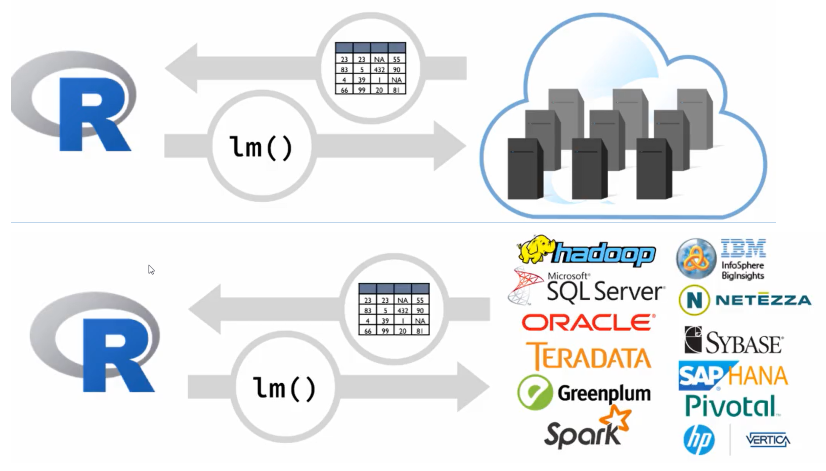 R
23 23 NA 55
83 5 432 90
4 39 1 NA
66 99 20 81
lm()
R
23 23 NA 55
83 5 432 90
4 39 1 NA
66 99 20 81
lm()
hadoop
Microsoft®
SQL Server®
ORACLE®
TERADATA
Greenplum
Spark
IBM
InfoSphere
BigInsights
N NETEZZA
SYBASE®
SAP HANA
Pivotal™
hp VERTICA